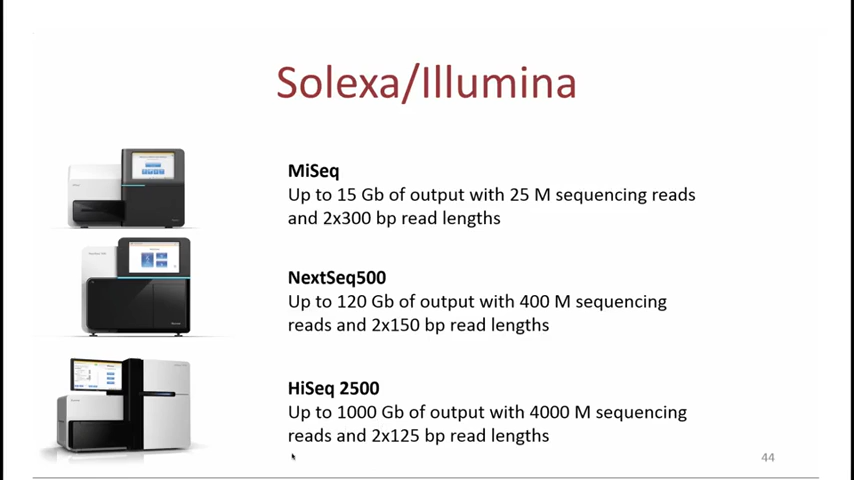 Solexa/Illumina
MiSeq
Up to 15 Gb of output with 25 M sequencing reads
and 2x300 bp read lengths
NextSeq500
Up to 120 Gb of output with 400 M sequencing
reads and 2x150 bp read lengths
HiSeq 2500
Up to 1000 Gb of output with 4000 M sequencing
reads and 2x125 bp read lengths
44